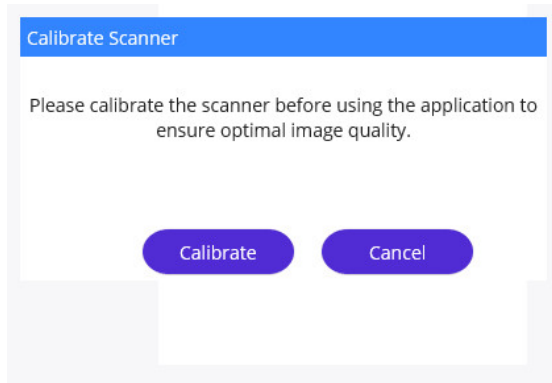 Calibrate Scanner
Please calibrate the scanner before using the application to
ensure optimal image quality.
Calibrate
Cancel